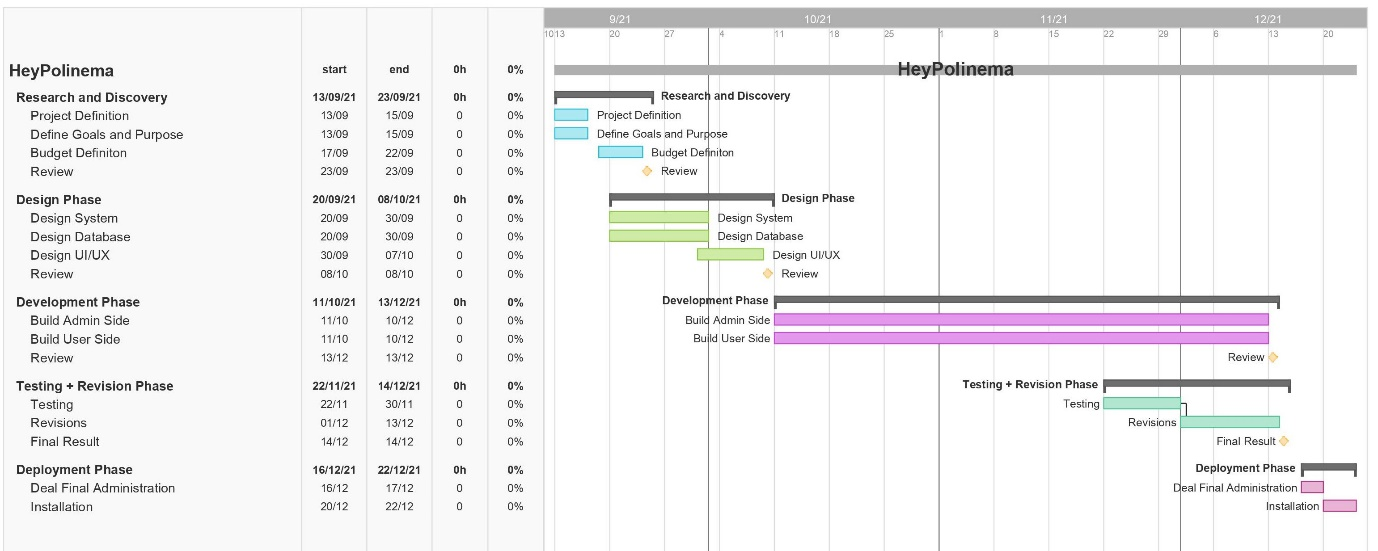 9/21 10/21 11/21 12/21
10 13 20 27 4 11 18 25 1 8 15 22 29 6 13 20
HeyPolinema start end 0h 0% HeyPolinema
Research and Discovery 13/09/21 23/09/21 0h 0% Research and Discovery
Project Definition 13/09 15/09 0 0% Project Definition
Define Goals and Purpose 13/09 15/09 0 0% Define Goals and Purpose
Budget Definiton 17/09 22/09 0 0% Budget Definiton
Review 23/09 23/09 0 0% Review
Design Phase 20/09/21 08/10/21 0h 0% Design Phase
Design System 20/09 30/09 0 0% Design System
Design Database 20/09 30/09 0 0% Design Database
Design UI/UX 30/09 07/10 0 0% Design UI/UX
Review 08/10 08/10 0 0% Review
Development Phase 11/10/21 13/12/21 0h 0% Development Phase
Build Admin Side 11/10 10/12 0 0% Build Admin Side
Build User Side 11/10 10/12 0 0% Build User Side
Review 13/12 13/12 0 0% Review
Testing + Revision Phase 22/11/21 14/12/21 0h 0% Testing + Revision Phase
Testing 22/11 30/11 0 0% Testing
Revisions 01/12 13/12 0 0% Revisions
Final Result 14/12 14/12 0 0% Final Result
Deployment Phase 16/12/21 22/12/21 0h 0% Deployment Phase
Deal Final Administration 16/12 17/12 0 0% Deal Final Administration
Installation 20/12 22/12 0 0% Installation